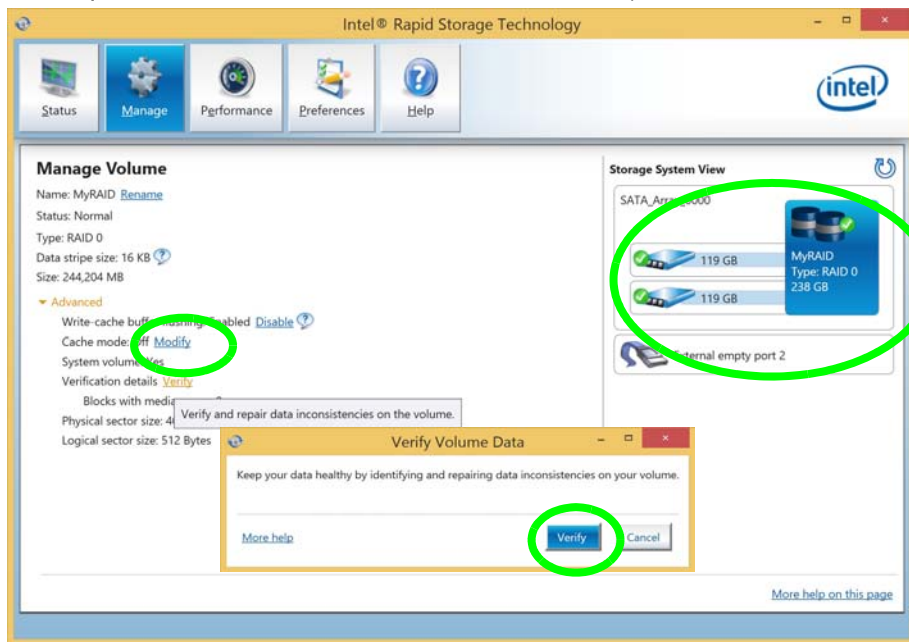 Intel® Rapid Storage Technology
Status
Manage
Performance
Preferences
Help
intel
Manage Volume
Name: MyRAID Rename
Status: Normal
Type: RAID 0
Data stripe size: 16 KB
Size: 244,204 MB
Advanced
Write-cache buffer flushing: Enabled Disable
Cache mode: Off Modify
System volume: Yes
Verification details Verify
Blocks with media
Physical sector size:
Logical sector size: 512 Bytes
Verify and repair data inconsistencies on the volume.
Storage System View
SATA_Array_0000
119 GB
119 GB
MyRAID
Type: RAID 0
238 GB
External empty port 2
Verify Volume Data
Keep your data healthy by identifying and repairing data inconsistencies on your volume.
More help
Verify
Cancel
More help on this page